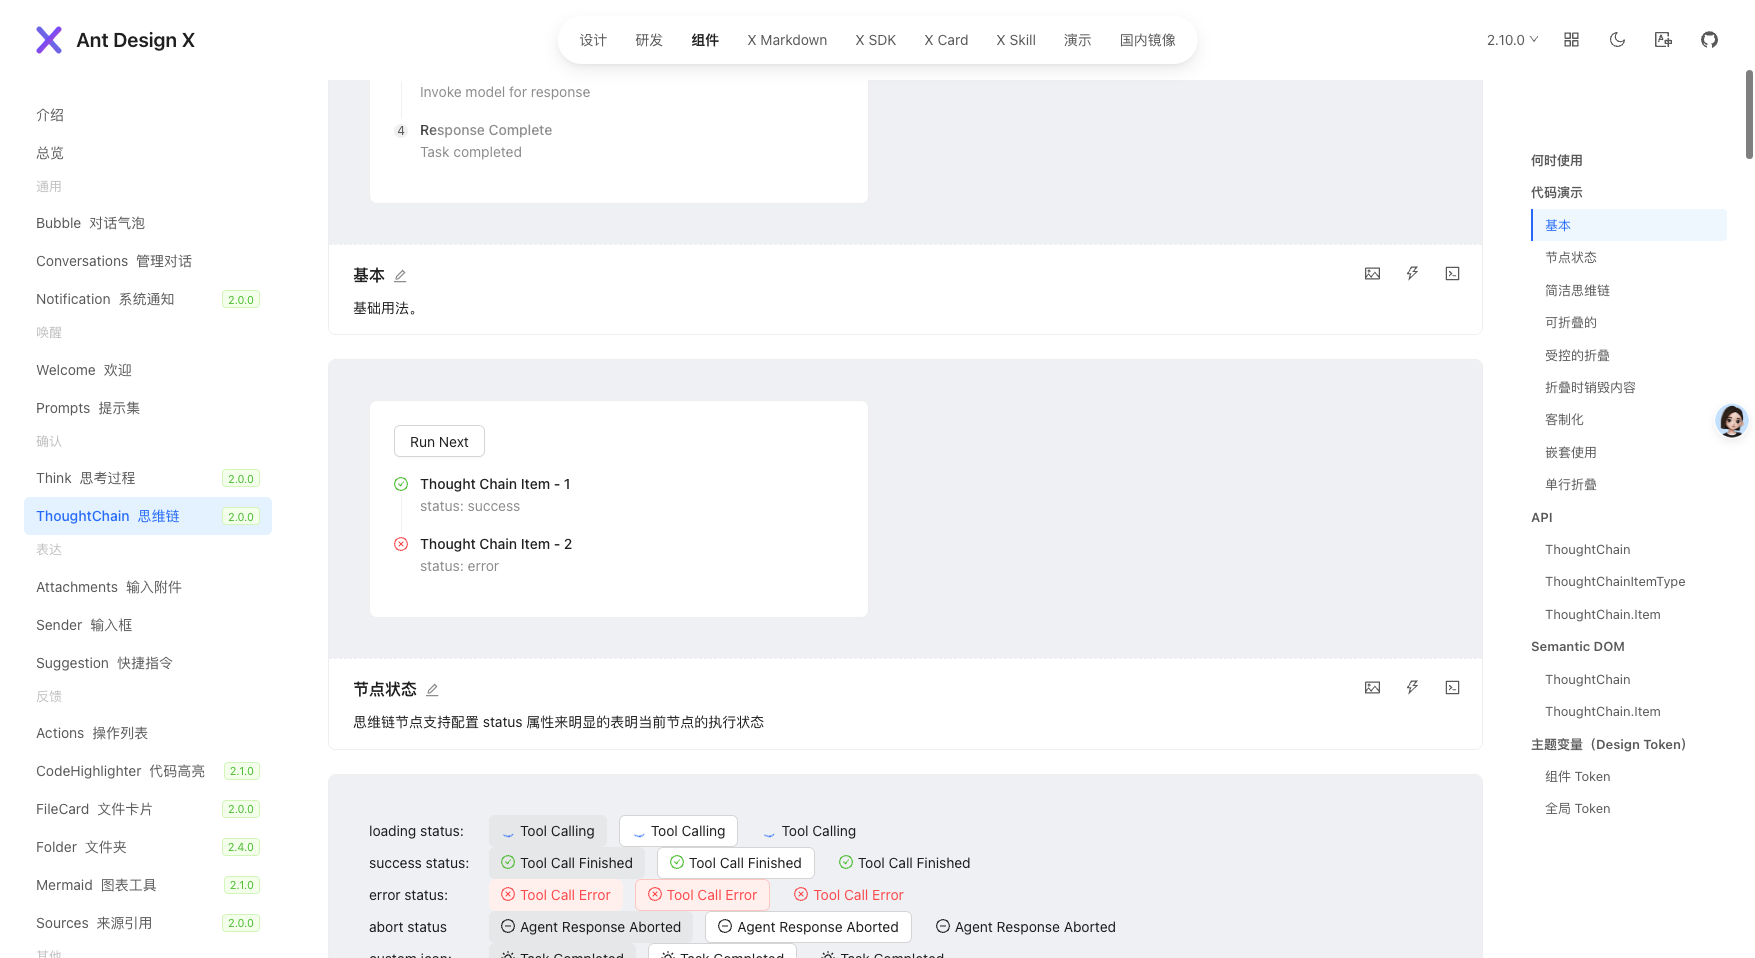 Ant Design X
设计 研发 组件 X Markdown X SDK X Card X Skill 演示 国内镜像
2.10.0
介绍
总览
通用
Bubble 对话气泡
Conversations 管理对话
Notification 系统通知 2.0.0
唤醒
Welcome 欢迎
Prompts 提示集
确认
Think 思考过程 2.0.0
ThoughtChain 思维链 2.0.0
表达
Attachments 输入附件
Sender 输入框
Suggestion 快捷指令
反馈
Actions 操作列表
CodeHighlighter 代码高亮 2.1.0
FileCard 文件卡片 2.0.0
Folder 文件夹 2.4.0
Mermaid 图表工具 2.1.0
Sources 来源引用 2.0.0
其他
Invoke model for response
4 Response Complete
Task completed
基本
基础用法。
Run Next
Thought Chain Item - 1
status: success
Thought Chain Item - 2
status: error
节点状态
思维链节点支持配置 status 属性来明显的表明当前节点的执行状态
loading status: Tool Calling Tool Calling Tool Calling
success status: Tool Call Finished Tool Call Finished Tool Call Finished
error status: Tool Call Error Tool Call Error Tool Call Error
abort status Agent Response Aborted Agent Response Aborted Agent Response Aborted
custom icon: Task Completed Task Completed Task Completed
何时使用
代码演示
基本
节点状态
简洁思维链
可折叠的
受控的折叠
折叠时销毁内容
客制化
嵌套使用
单行折叠
API
ThoughtChain
ThoughtChainItemType
ThoughtChain.Item
Semantic DOM
ThoughtChain
ThoughtChain.Item
主题变量（Design Token）
组件 Token
全局 Token